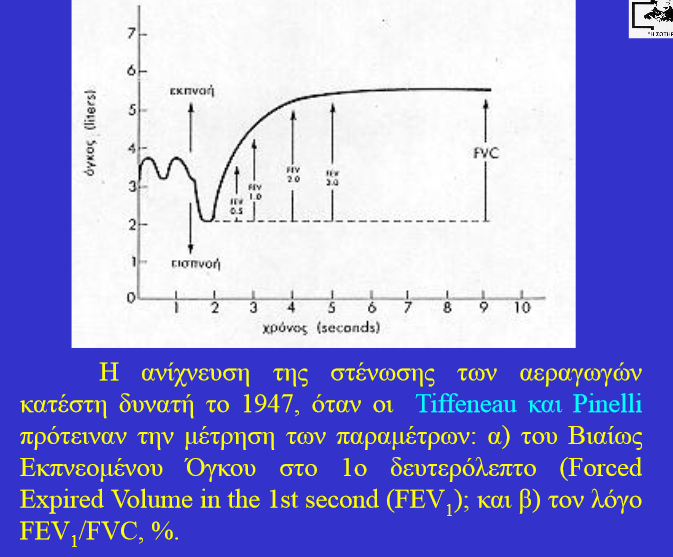 7
6
5
4
3
2
1
0
όγκος (liters)
εκπνοή
εισπνοή
FEV 0.5
FEV 1.0
FEV 2.0
FEV 3.0
FVC
1 2 3 4 5 6 7 8 9 10
χρόνος (seconds)
Η ανίχνευση της στένωσης των αεραγωγών
κατέστη δυνατή το 1947, όταν οι Tiffeneau και Pinelli
πρότειναν την μέτρηση των παραμέτρων: α) του Βιαίως
Εκπνεομένου Όγκου στο 1ο δευτερόλεπτο (Forced
Expired Volume in the 1st second (FEV₁); και β) τον λόγο
FEV₁/FVC, %.